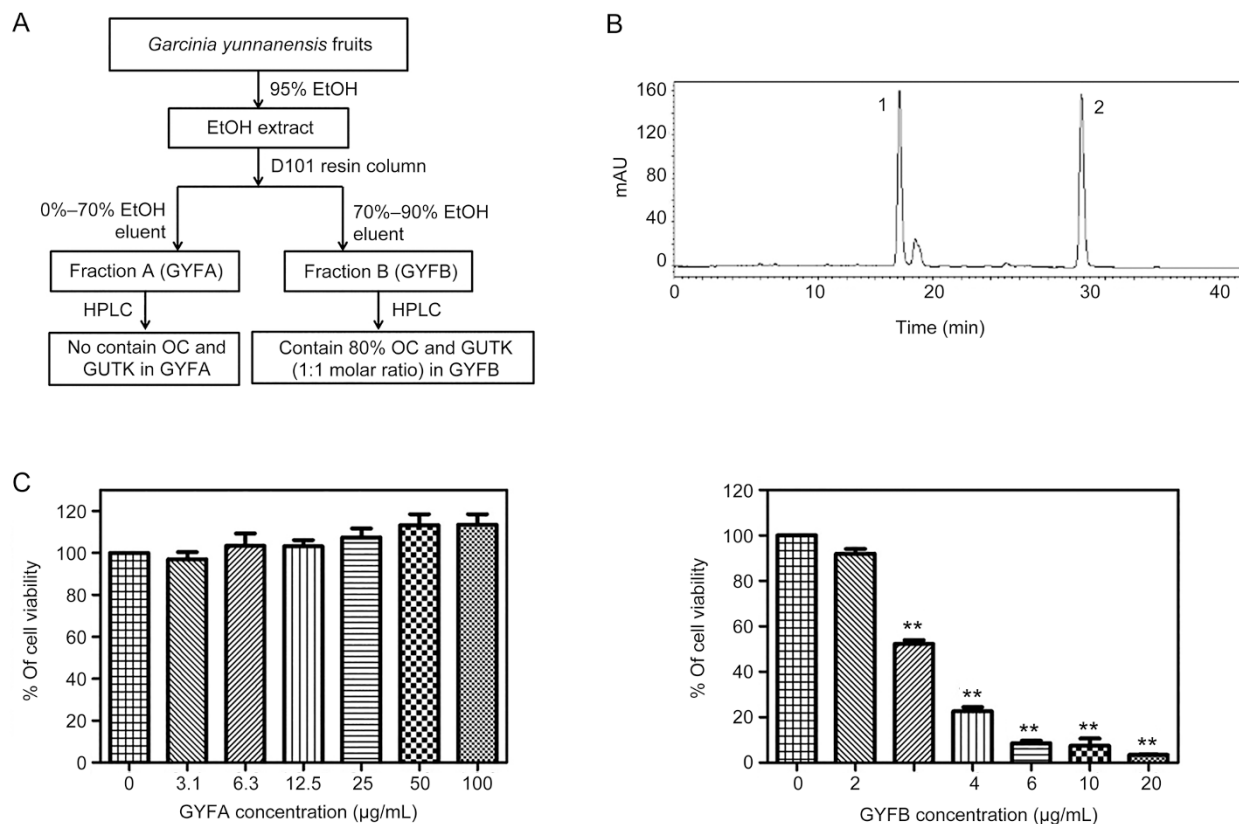 A
Garcinia yunnanensis fruits
95% EtOH
EtOH extract
D101 resin column
0%–70% EtOH
eluent
70%–90% EtOH
eluent
Fraction A (GYFA)
Fraction B (GYFB)
HPLC
HPLC
No contain OC and
GUTK in GYFA
Contain 80% OC and GUTK
(1:1 molar ratio) in GYFB
B
160
120
80
40
0
mAU
1
2
0 10 20 30 40
Time (min)
C
120
100
80
60
40
20
0
% Of cell viability
0 3.1 6.3 12.5 25 50 100
GYFA concentration (µg/mL)
120
100
80
60
40
20
0
% Of cell viability
**
**
**
**
**
0 2 4 6 10 20
GYFB concentration (µg/mL)